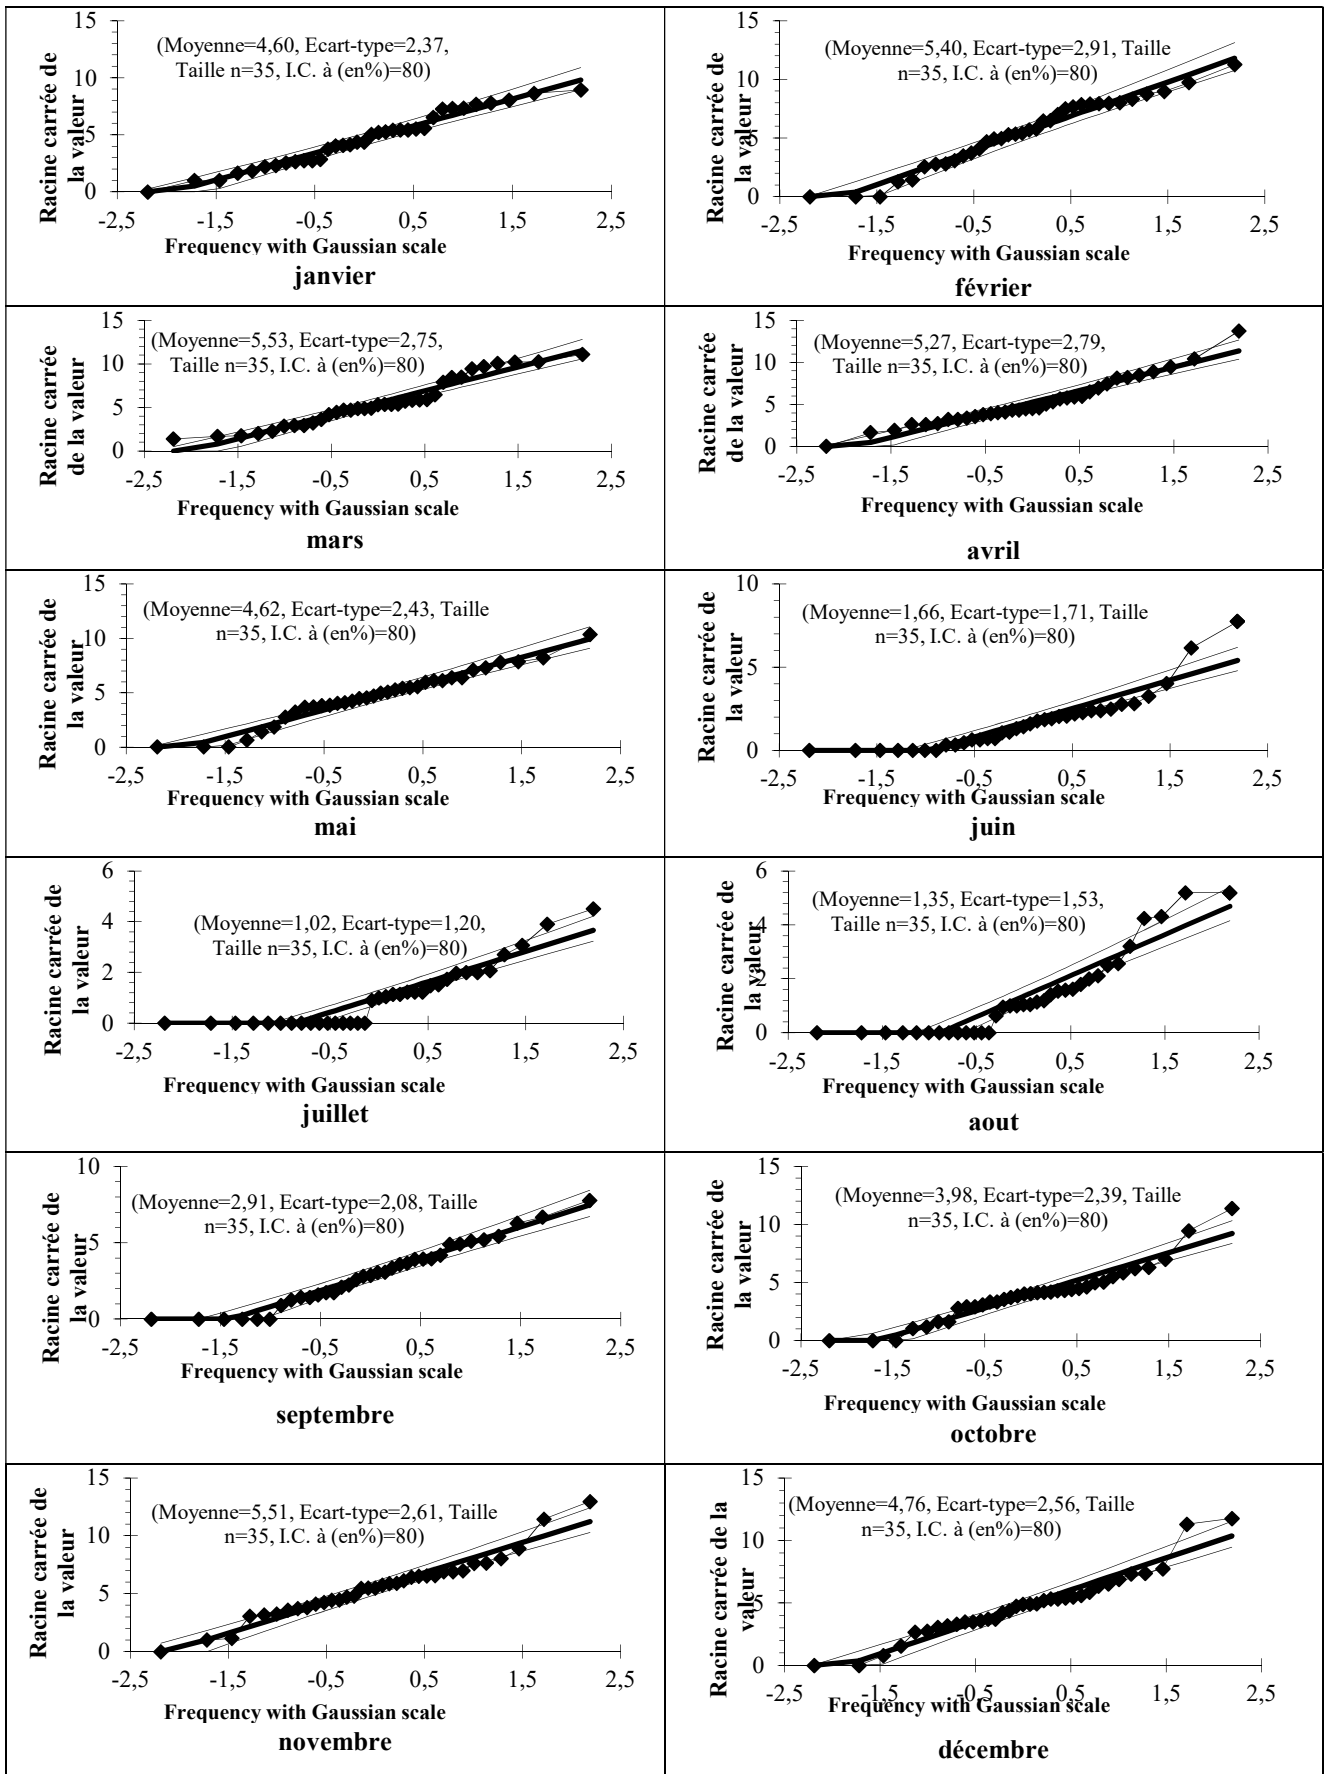 Racine carrée de
la valeur
15
10
5
0
(Moyenne=4,60, Ecart-type=2,37,
Taille n=35, I.C. à (en%)=80)
-2,5 -1,5 -0,5 0,5 1,5 2,5
Frequency with Gaussian scale
janvier
Racine carrée de
la valeur
15
10
5
0
(Moyenne=5,40, Ecart-type=2,91, Taille
n=35, I.C. à (en%)=80)
-2,5 -1,5 -0,5 0,5 1,5 2,5
Frequency with Gaussian scale
février
Racine carrée
de la valeur
15
10
5
0
(Moyenne=5,53, Ecart-type=2,75,
Taille n=35, I.C. à (en%)=80)
-2,5 -1,5 -0,5 0,5 1,5 2,5
Frequency with Gaussian scale
mars
Racine carrée
de la valeur
15
10
5
0
(Moyenne=5,27, Ecart-type=2,79,
Taille n=35, I.C. à (en%)=80)
-2,5 -1,5 -0,5 0,5 1,5 2,5
Frequency with Gaussian scale
avril
Racine carrée de
la valeur
15
10
5
0
(Moyenne=4,62, Ecart-type=2,43, Taille
n=35, I.C. à (en%)=80)
-2,5 -1,5 -0,5 0,5 1,5 2,5
Frequency with Gaussian scale
mai
Racine carrée de
la valeur
10
5
0
(Moyenne=1,66, Ecart-type=1,71, Taille
n=35, I.C. à (en%)=80)
-2,5 -1,5 -0,5 0,5 1,5 2,5
Frequency with Gaussian scale
juin
Racine carrée de
la valeur
6
4
2
0
(Moyenne=1,02, Ecart-type=1,20,
Taille n=35, I.C. à (en%)=80)
-2,5 -1,5 -0,5 0,5 1,5 2,5
Frequency with Gaussian scale
juillet
Racine carrée de
la valeur
6
4
2
0
(Moyenne=1,35, Ecart-type=1,53,
Taille n=35, I.C. à (en%)=80)
-2,5 -1,5 -0,5 0,5 1,5 2,5
Frequency with Gaussian scale
aout
Racine carrée de
la valeur
10
5
0
(Moyenne=2,91, Ecart-type=2,08, Taille
n=35, I.C. à (en%)=80)
-2,5 -1,5 -0,5 0,5 1,5 2,5
Frequency with Gaussian scale
septembre
Racine carrée de
la valeur
15
10
5
0
(Moyenne=3,98, Ecart-type=2,39, Taille
n=35, I.C. à (en%)=80)
-2,5 -1,5 -0,5 0,5 1,5 2,5
Frequency with Gaussian scale
octobre
Racine carrée de
la valeur
15
10
5
0
(Moyenne=5,51, Ecart-type=2,61, Taille
n=35, I.C. à (en%)=80)
-2,5 -1,5 -0,5 0,5 1,5 2,5
Frequency with Gaussian scale
novembre
Racine carrée de la
valeur
15
10
5
0
(Moyenne=4,76, Ecart-type=2,56, Taille
n=35, I.C. à (en%)=80)
-2,5 -1,5 -0,5 0,5 1,5 2,5
Frequency with Gaussian scale
décembre